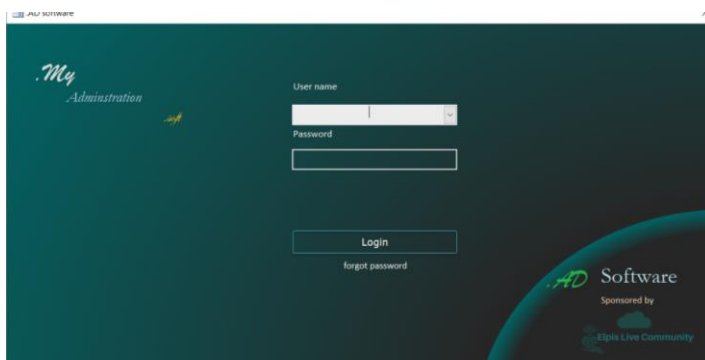 .AD software
.My
.Adminstration
.soft
User name
Password
Login
forgot password
.AD Software
Sponsored by
Elpis Live Community